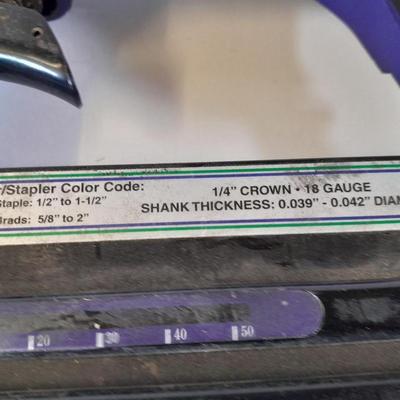 r/Stapler Color Code:
Staple: 1/2" to 1-1/2"
Brads: 5/8" to 2"
1/4" CROWN • 18 GAUGE
SHANK THICKNESS: 0.039" - 0.042" DIAM
20 30 40 50